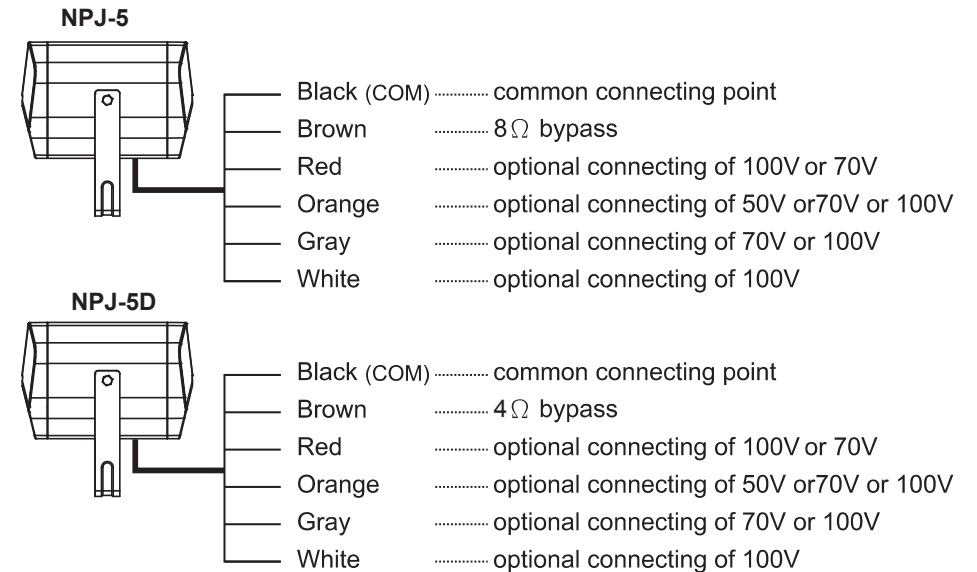 NPJ-5
Black (COM) ............ common connecting point
Brown ............ 8Ω bypass
Red ............ optional connecting of 100V or 70V
Orange ............ optional connecting of 50V or70V or 100V
Gray ............ optional connecting of 70V or 100V
White ............ optional connecting of 100V
NPJ-5D
Black (COM) ............ common connecting point
Brown ............ 4Ω bypass
Red ............ optional connecting of 100V or 70V
Orange ............ optional connecting of 50V or70V or 100V
Gray ............ optional connecting of 70V or 100V
White ............ optional connecting of 100V